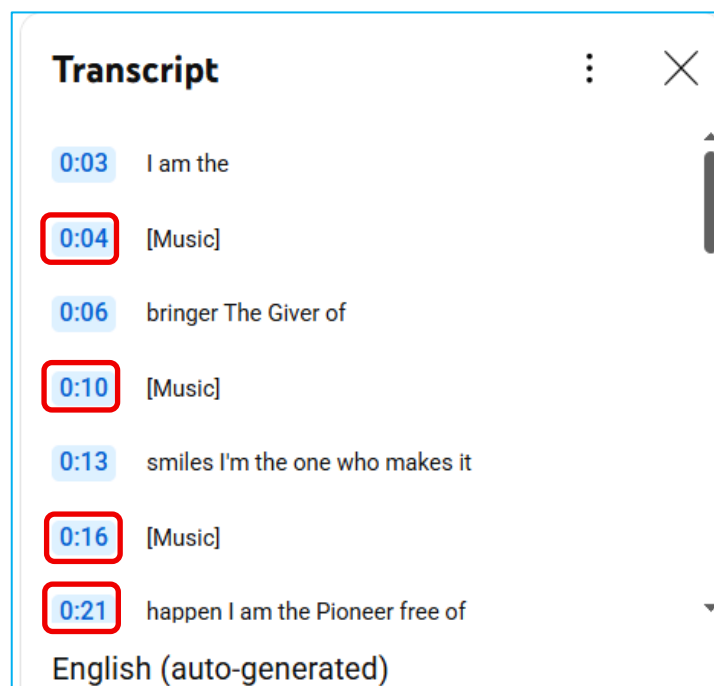 Transcript
0:03 I am the
0:04 [Music]
0:06 bringer The Giver of
0:10 [Music]
0:13 smiles I'm the one who makes it
0:16 [Music]
0:21 happen I am the Pioneer free of
English (auto-generated)